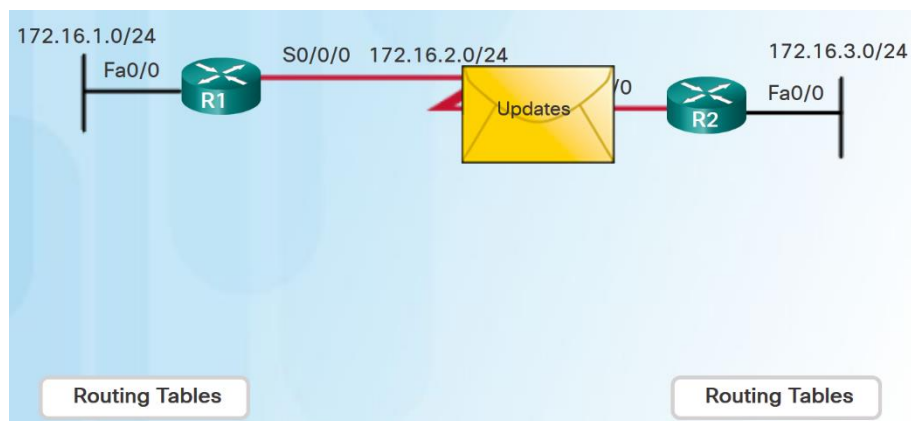 172.16.1.0/24
Fa0/0
R1
S0/0/0 172.16.2.0/24
Updates
/0
R2
172.16.3.0/24
Fa0/0
Routing Tables
Routing Tables